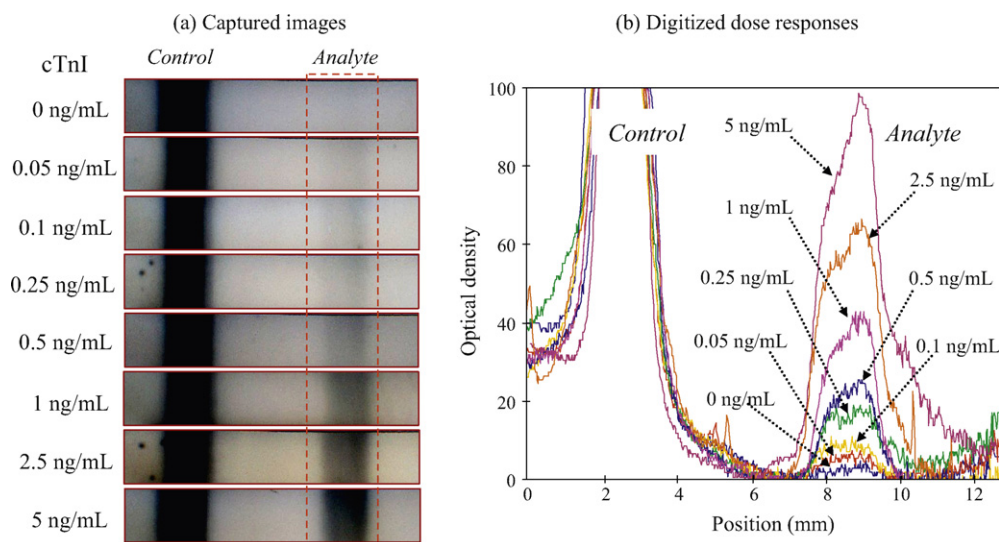 (a) Captured images
cTnI
Control
Analyte
0 ng/mL
0.05 ng/mL
0.1 ng/mL
0.25 ng/mL
0.5 ng/mL
1 ng/mL
2.5 ng/mL
5 ng/mL
(b) Digitized dose responses
Optical density
100
80
60
40
20
0
Control
Analyte
5 ng/mL
2.5 ng/mL
1 ng/mL
0.25 ng/mL
0.5 ng/mL
0.05 ng/mL
0.1 ng/mL
0 ng/mL
0
2
4
6
8
10
12
Position (mm)